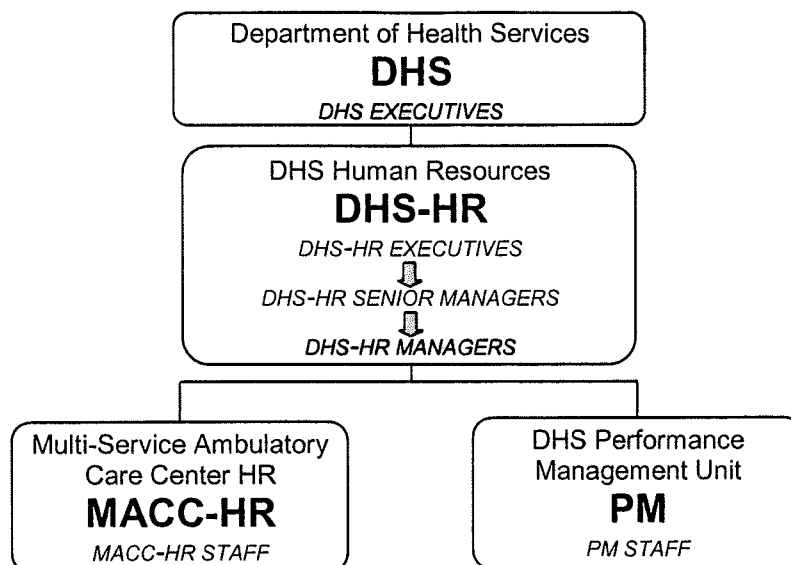 Department of Health Services
DHS
DHS EXECUTIVES
DHS Human Resources
DHS-HR
DHS-HR EXECUTIVES
DHS-HR SENIOR MANAGERS
DHS-HR MANAGERS
Multi-Service Ambulatory
Care Center HR
MACC-HR
MACC-HR STAFF
DHS Performance
Management Unit
PM
PM STAFF